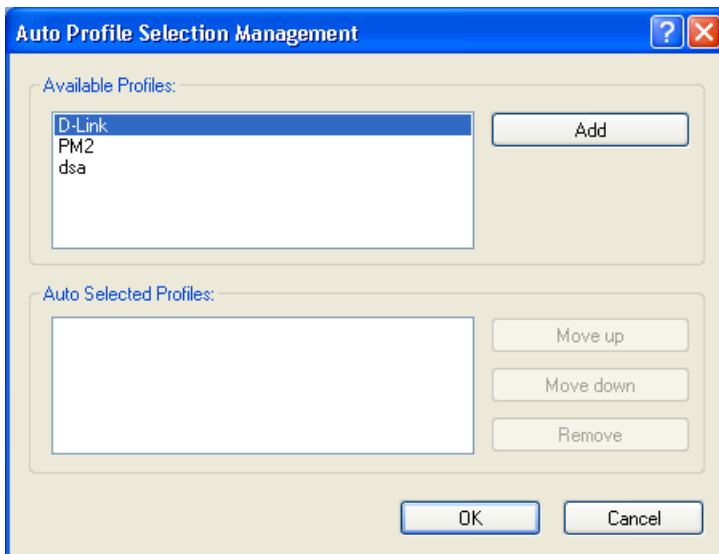 Auto Profile Selection Management
?
Available Profiles:
D-Link
PM2
dsa
Add
Auto Selected Profiles:
Move up
Move down
Remove
OK
Cancel